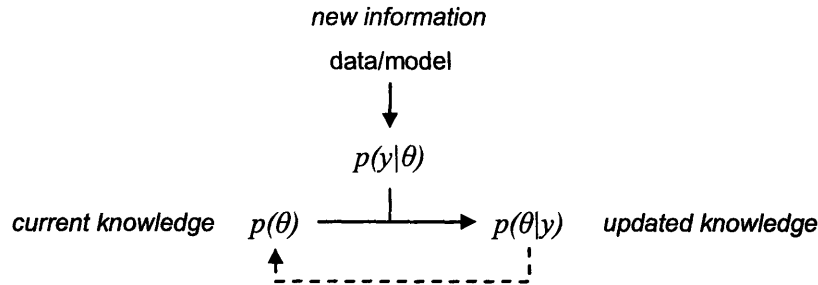 new information
data/model
p(y|θ)
current knowledge p(θ) p(θ|y) updated knowledge